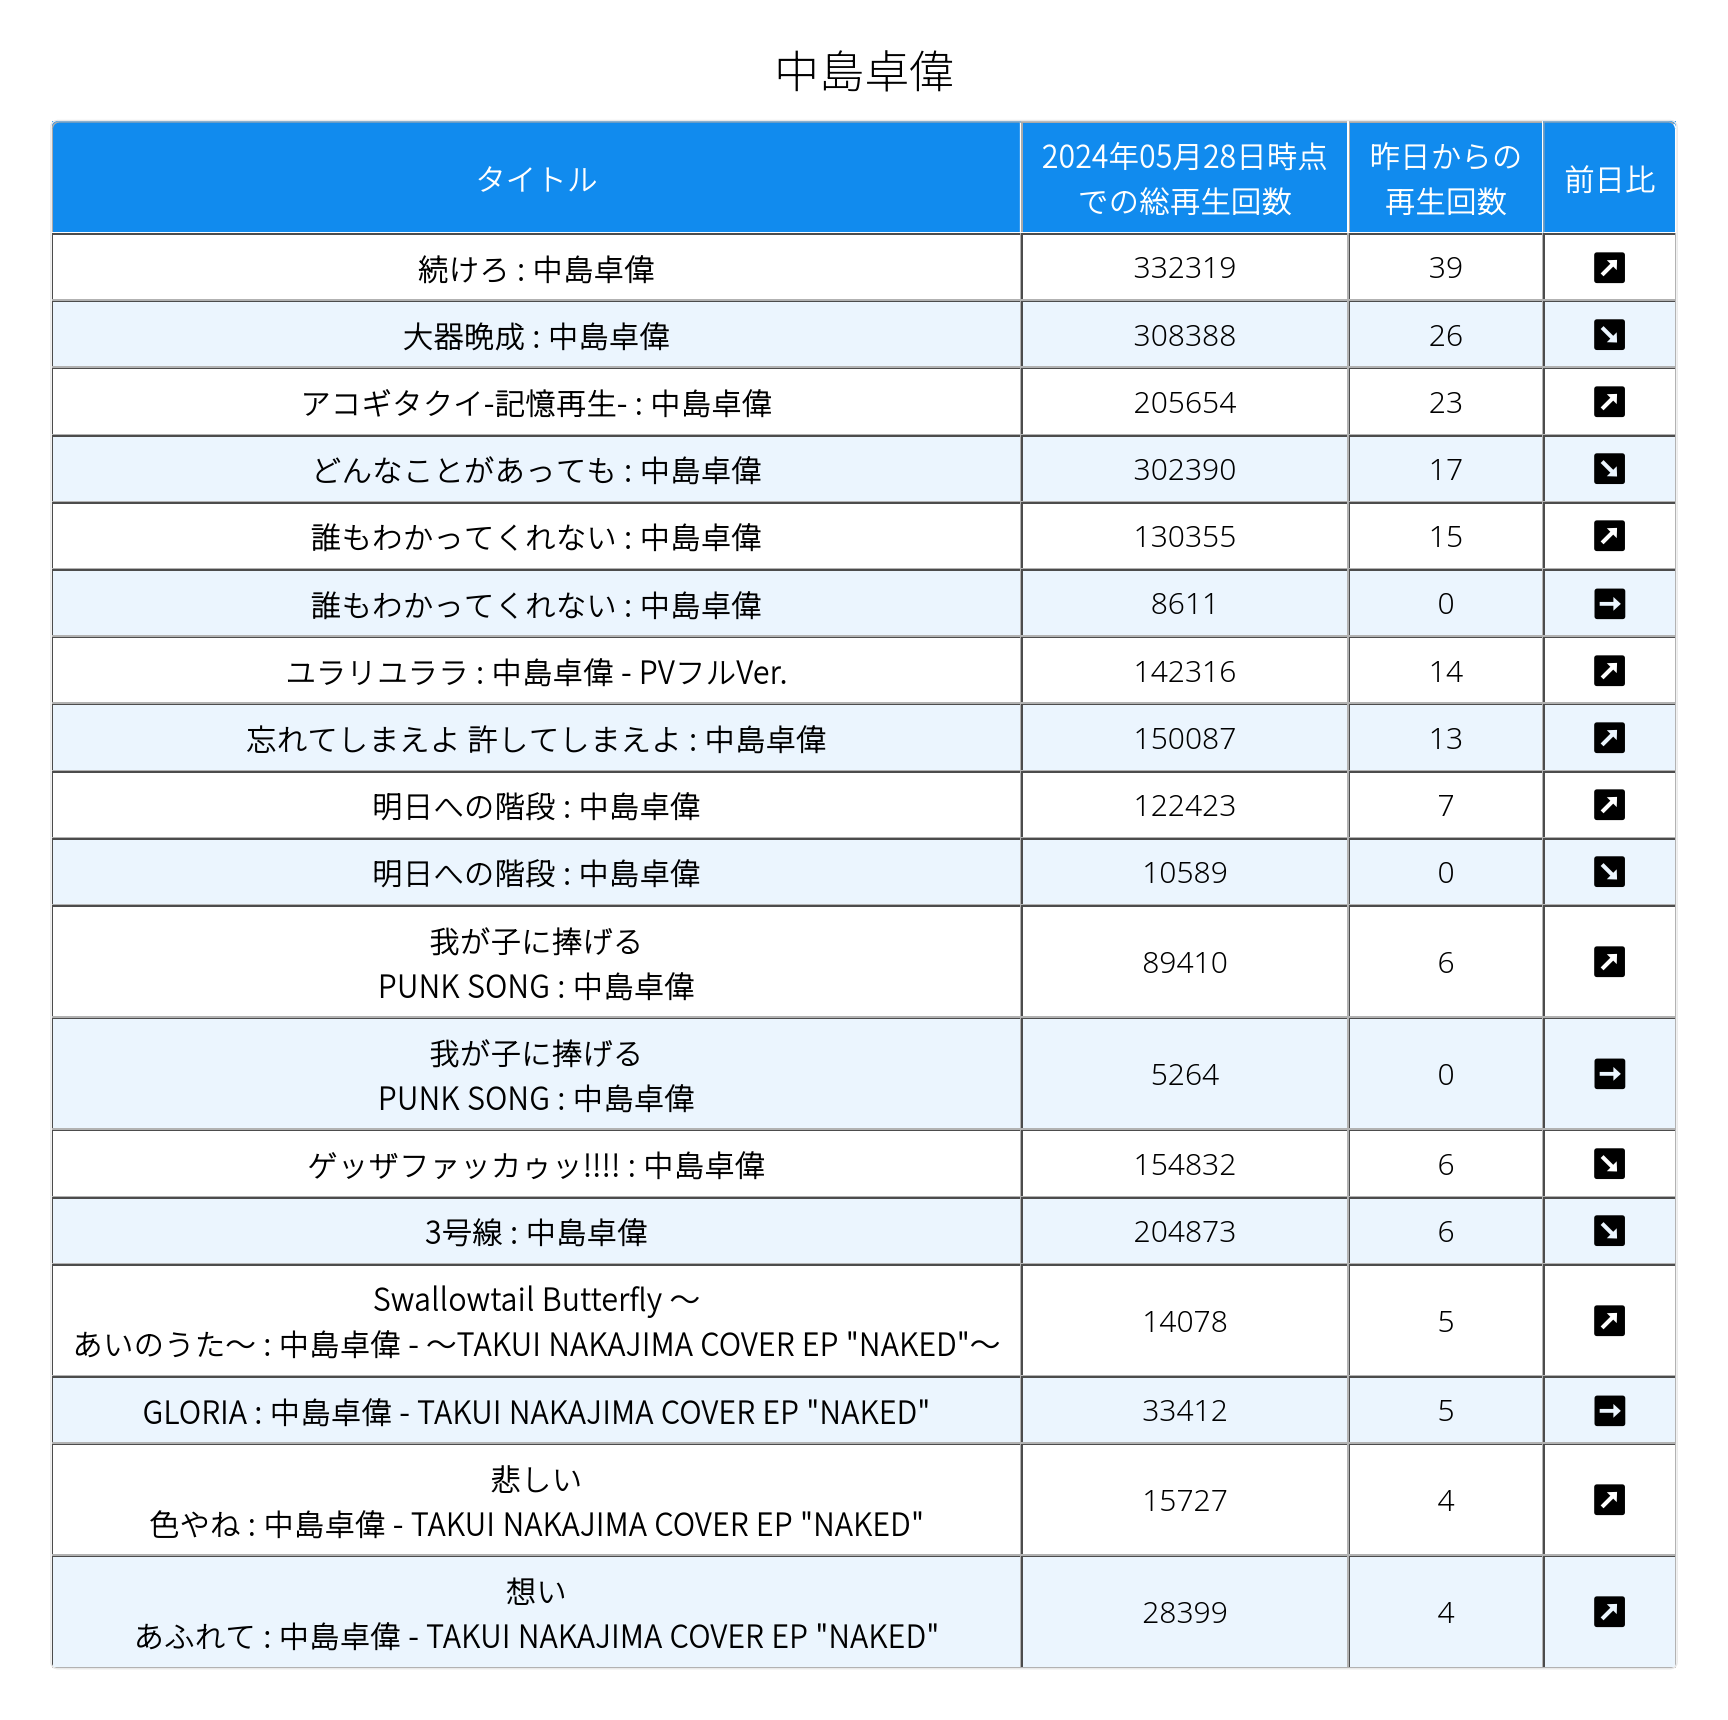 中島卓偉
タイトル
2024年05月28日時点
での総再生回数
昨日からの
再生回数
前日比
続けろ : 中島卓偉 332319 39 ↗
大器晩成 : 中島卓偉 308388 26 ↘
アコギタクイ-記憶再生- : 中島卓偉 205654 23 ↗
どんなことがあっても : 中島卓偉 302390 17 ↘
誰もわかってくれない : 中島卓偉 130355 15 ↗
誰もわかってくれない : 中島卓偉 8611 0 →
ユラリユララ : 中島卓偉 - PVフルVer. 142316 14 ↗
忘れてしまえよ 許してしまえよ : 中島卓偉 150087 13 ↗
明日への階段 : 中島卓偉 122423 7 ↗
明日への階段 : 中島卓偉 10589 0 ↘
我が子に捧げる
PUNK SONG : 中島卓偉 89410 6 ↗
我が子に捧げる
PUNK SONG : 中島卓偉 5264 0 →
ゲッザファッカゥッ!!!! : 中島卓偉 154832 6 ↘
3号線 : 中島卓偉 204873 6 ↘
Swallowtail Butterfly ～
あいのうた～ : 中島卓偉 - ～TAKUI NAKAJIMA COVER EP "NAKED"～ 14078 5 ↗
GLORIA : 中島卓偉 - TAKUI NAKAJIMA COVER EP "NAKED" 33412 5 →
悲しい
色やね : 中島卓偉 - TAKUI NAKAJIMA COVER EP "NAKED" 15727 4 ↗
想い
あふれて : 中島卓偉 - TAKUI NAKAJIMA COVER EP "NAKED" 28399 4 ↗